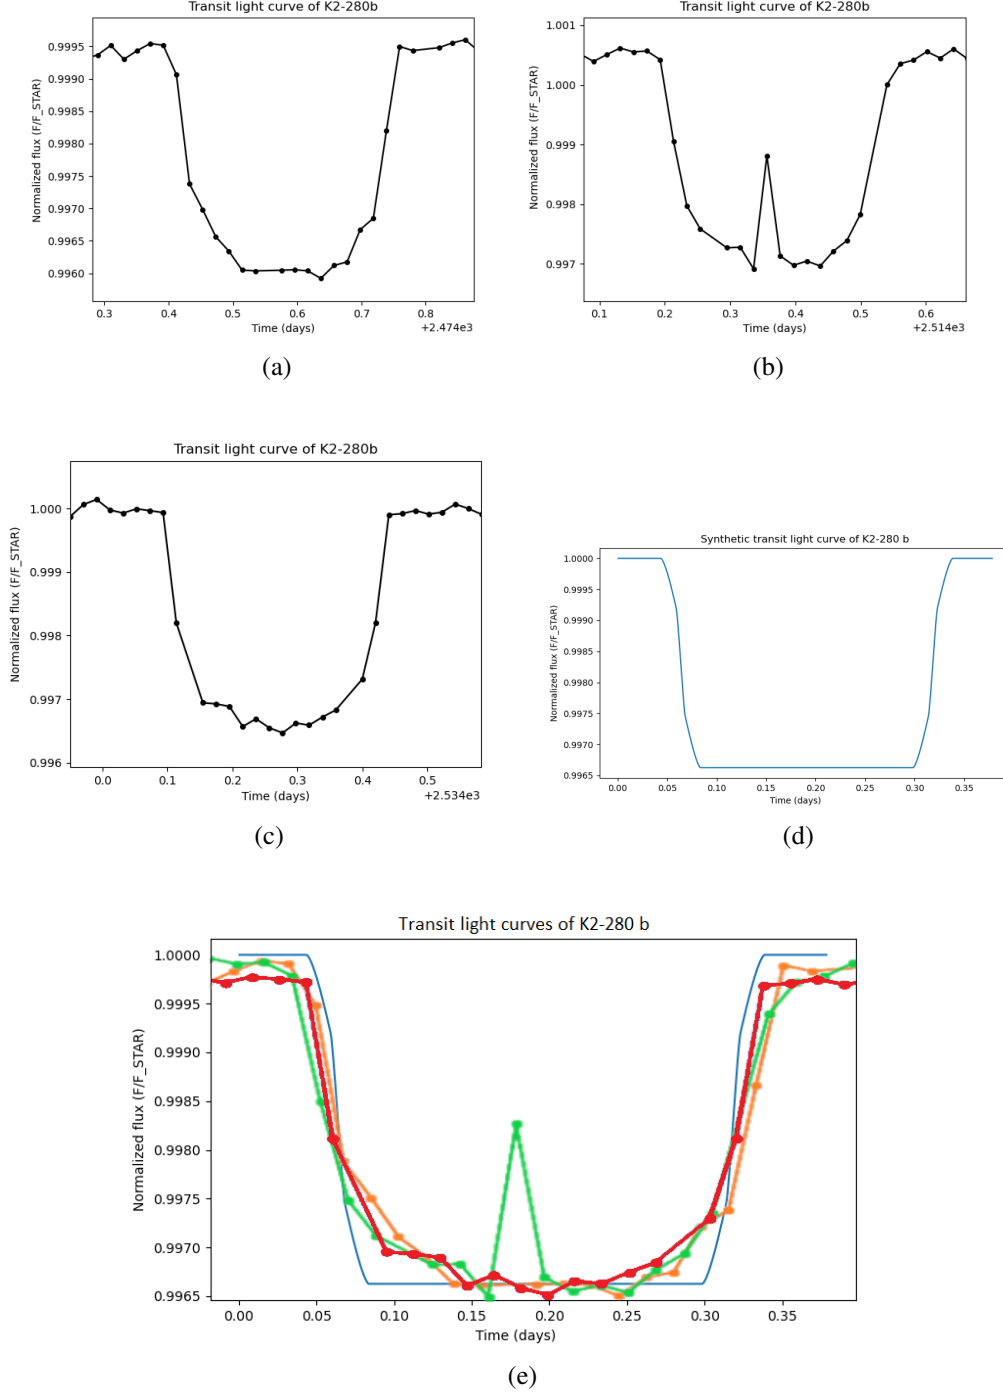 Transit light curve of K2-280b
Normalized flux (F/F_STAR)
0.9995
0.9990
0.9985
0.9980
0.9975
0.9970
0.9965
0.9960
0.3 0.4 0.5 0.6 0.7 0.8
Time (days)
+2.474e3
(a)
Transit light curve of K2-280b
Normalized flux (F/F_STAR)
1.001
1.000
0.999
0.998
0.997
0.1 0.2 0.3 0.4 0.5 0.6
Time (days)
+2.514e3
(b)
Transit light curve of K2-280b
Normalized flux (F/F_STAR)
1.000
0.999
0.998
0.997
0.996
0.0 0.1 0.2 0.3 0.4 0.5
Time (days)
+2.534e3
(c)
Synthetic transit light curve of K2-280 b
Normalized flux (F/F_STAR)
1.0000
0.9995
0.9990
0.9985
0.9980
0.9975
0.9970
0.9965
0.00 0.05 0.10 0.15 0.20 0.25 0.30 0.35
Time (days)
(d)
Transit light curves of K2-280 b
Normalized flux (F/F_STAR)
1.0000
0.9995
0.9990
0.9985
0.9980
0.9975
0.9970
0.9965
0.00 0.05 0.10 0.15 0.20 0.25 0.30 0.35
Time (days)
(e)